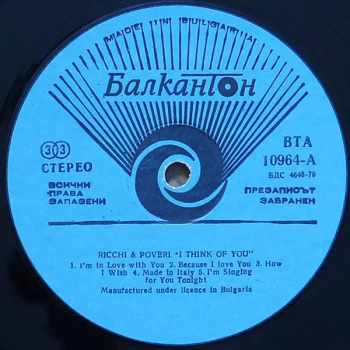 MADE IN BULGARIA
Балкантон
33
СТЕРЕО
ВСИЧКИ
ПРАВА
ЗАПАЗЕНИ
ВТА
10964-А
БДС 4640-70
ПРЕЗАПИСЪТ
ЗАБРАНЕН
RICCHI & POVERI "I THINK OF YOU"
1. I'm in Love with You 2. Because I love You 3. How
I Wish 4. Made in Italy 5. I'm Singing
for You Tonight
Manufactured under licence in Bulgaria